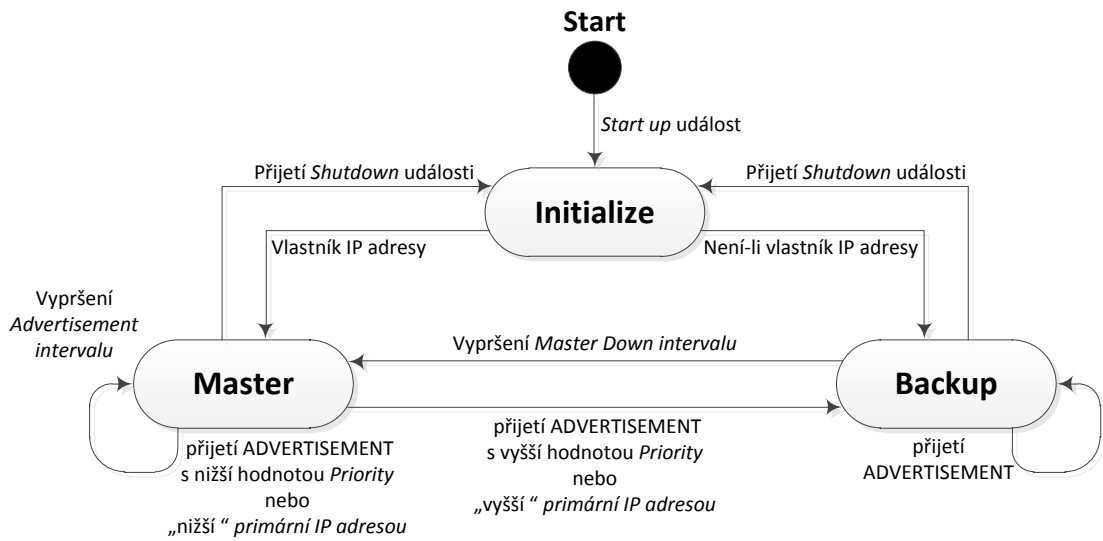 Start
Start up událost
Přijetí Shutdown události
Přijetí Shutdown události
Initialize
Vlastník IP adresy
Není-li vlastník IP adresy
Vypršení
Advertisement
intervalu
Vypršení Master Down intervalu
Master
Backup
přijetí ADVERTISEMENT
s nižší hodnotou Priority
nebo
„nižší “ primární IP adresou
přijetí ADVERTISEMENT
s vyšší hodnotou Priority
nebo
„vyšší “ primární IP adresou
přijetí
ADVERTISEMENT